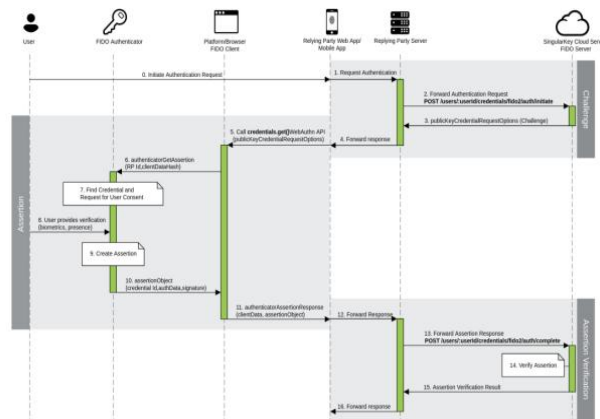 User
FIDO Authenticator
Platform/Browser
FIDO Client
Relying Party Web App/
Mobile App
Replying Party Server
SingularKey Cloud Serv
FIDO Server
0. Initiate Authentication Request
1. Request Authentication
2. Forward Authentication Request
POST /users/:userId/credentials/fido2/auth/initiate
3. publicKeyCredentialRequestOptions (Challenge)
4. Forward response
Challenge
5. Call credentials.get()WebAuthn API
(publicKeyCredentialRequestOptions)
6. authenticatorGetAssertion
(RP Id,clientDataHash)
7. Find Credential and
Request for User Consent
8. User provides verification
(biometrics, presence)
9. Create Assertion
Assertion
10. assertionObject
(credential Id,authData,signature)
11. authenticatorAssertionResponse
(clientData, assertionObject)
12. Forward Response
13. Forward Assertion Response
POST /users/:userId/credentials/fido2/auth/complete
14. Verify Assertion
15. Assertion Verification Result
16. Forward response
Assertion Verification